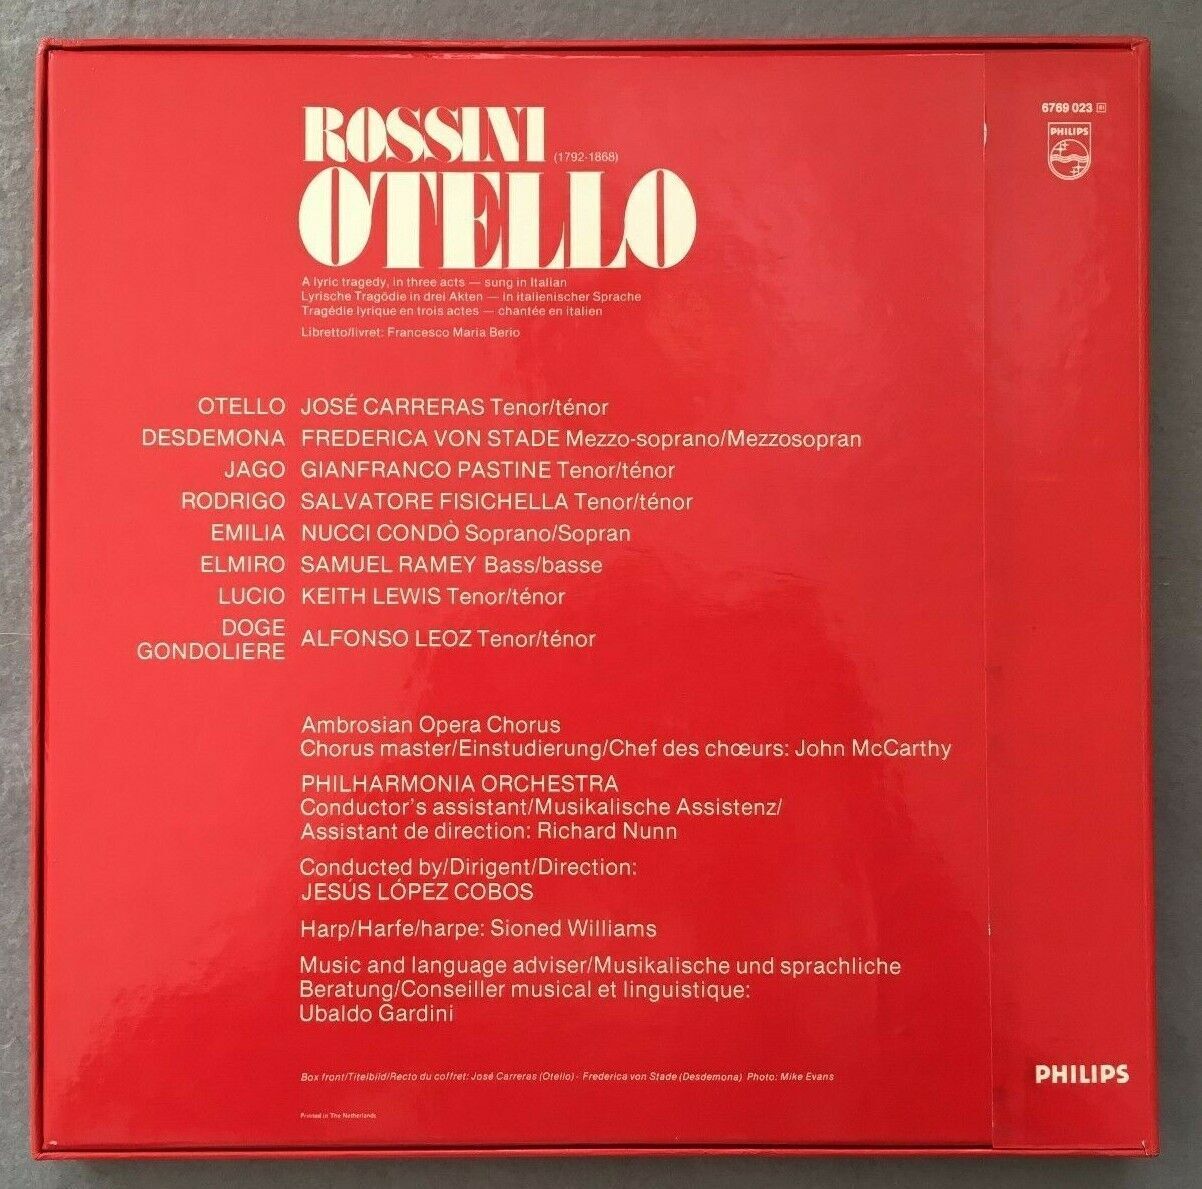 6769 023
PHILIPS
ROSSINI (1792-1868)
OTELLO
A lyric tragedy, in three acts — sung in Italian
Lyrische Tragödie in drei Akten — in italienischer Sprache
Tragédie lyrique en trois actes — chantée en italien
Libretto/livret: Francesco Maria Berio
OTELLO JOSÉ CARRERAS Tenor/ténor
DESDEMONA FREDERICA VON STADE Mezzo-soprano/Mezzosopran
JAGO GIANFRANCO PASTINE Tenor/ténor
RODRIGO SALVATORE FISICHELLA Tenor/ténor
EMILIA NUCCI CONDÒ Soprano/Sopran
ELMIRO SAMUEL RAMEY Bass/basse
LUCIO KEITH LEWIS Tenor/ténor
DOGE
GONDOLIERE ALFONSO LEOZ Tenor/ténor
Ambrosian Opera Chorus
Chorus master/Einstudierung/Chef des chœurs: John McCarthy
PHILHARMONIA ORCHESTRA
Conductor's assistant/Musikalische Assistenz/
Assistant de direction: Richard Nunn
Conducted by/Dirigent/Direction:
JESÚS LÓPEZ COBOS
Harp/Harfe/harpe: Sioned Williams
Music and language adviser/Musikalische und sprachliche
Beratung/Conseiller musical et linguistique:
Ubaldo Gardini
Box front/Titelbild/Recto du coffret: José Carreras (Otello) - Frederica von Stade (Desdemona) Photo: Mike Evans
Printed in The Netherlands
PHILIPS